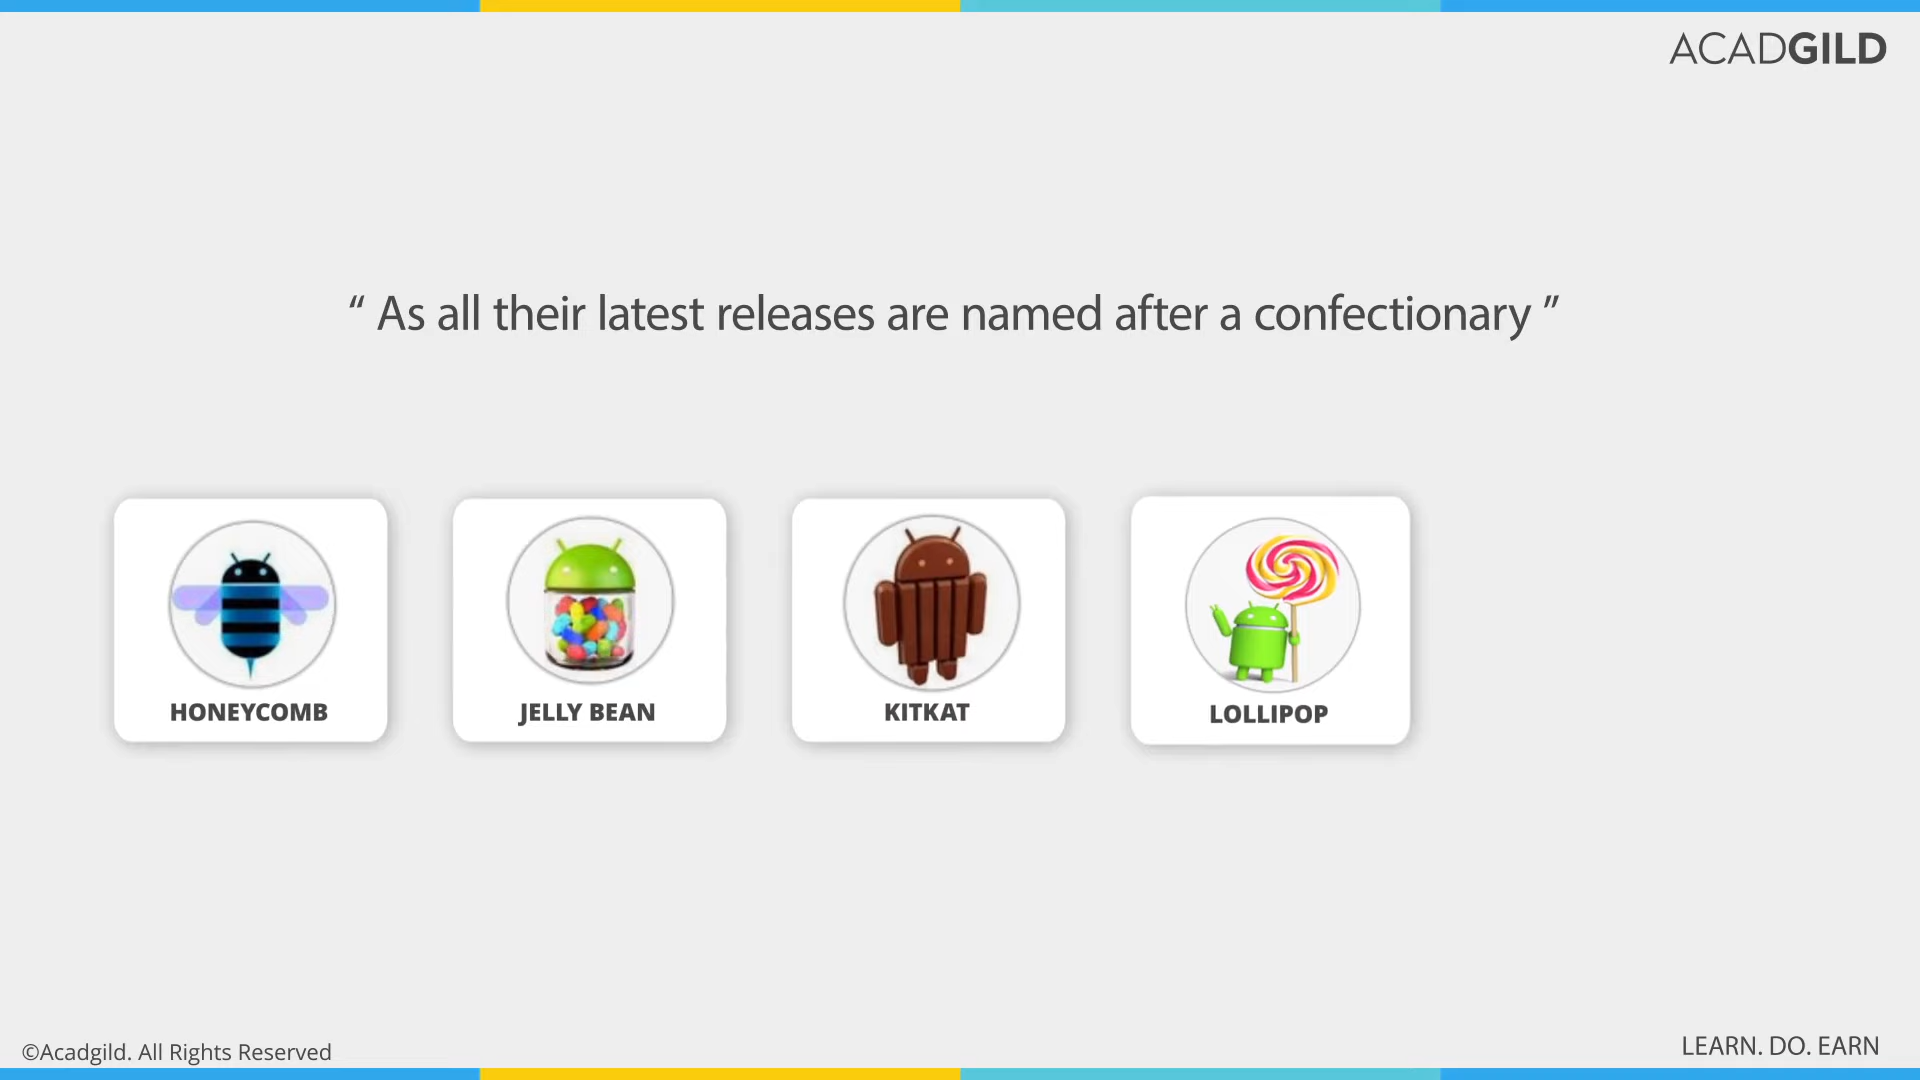 ACADGILD
“ As all their latest releases are named after a confectionary ”
HONEYCOMB
JELLY BEAN
KITKAT
LOLLIPOP
©Acadgild. All Rights Reserved
LEARN. DO. EARN